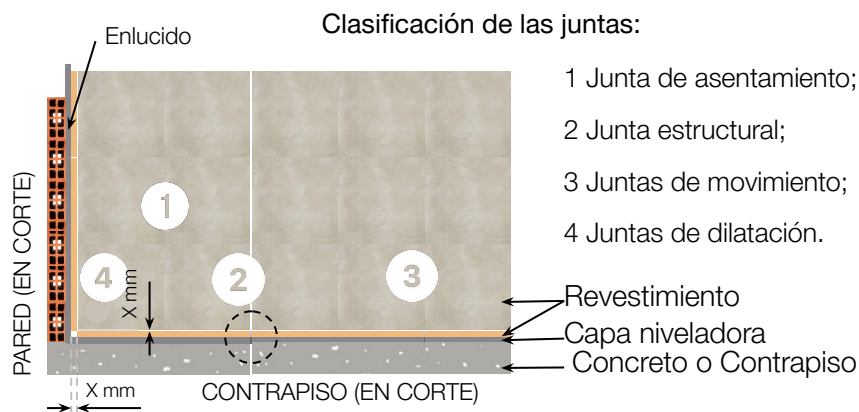 Clasificación de las juntas:
Enlucido
1 Junta de asentamiento;
2 Junta estructural;
3 Juntas de movimiento;
4 Juntas de dilatación.
PARED (EN CORTE)
1
4
2
3
X mm
Revestimiento
Capa niveladora
Concreto o Contrapiso
X mm
CONTRAPISO (EN CORTE)